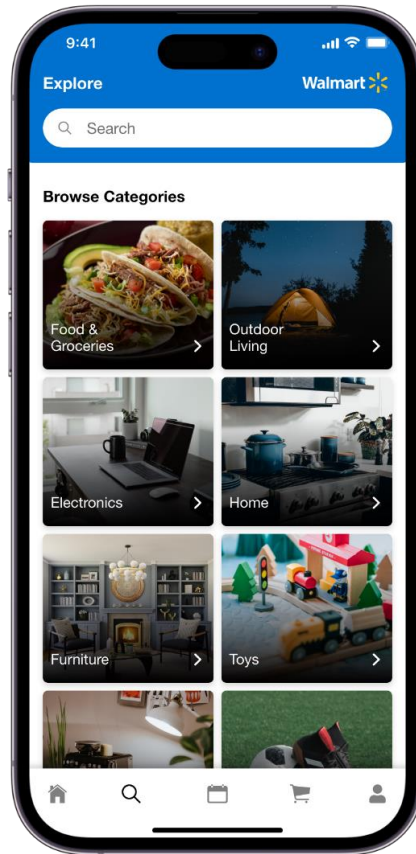 9:41
Explore
Walmart
Search
Browse Categories
Food &
Groceries
Outdoor
Living
Electronics
Home
Furniture
Toys